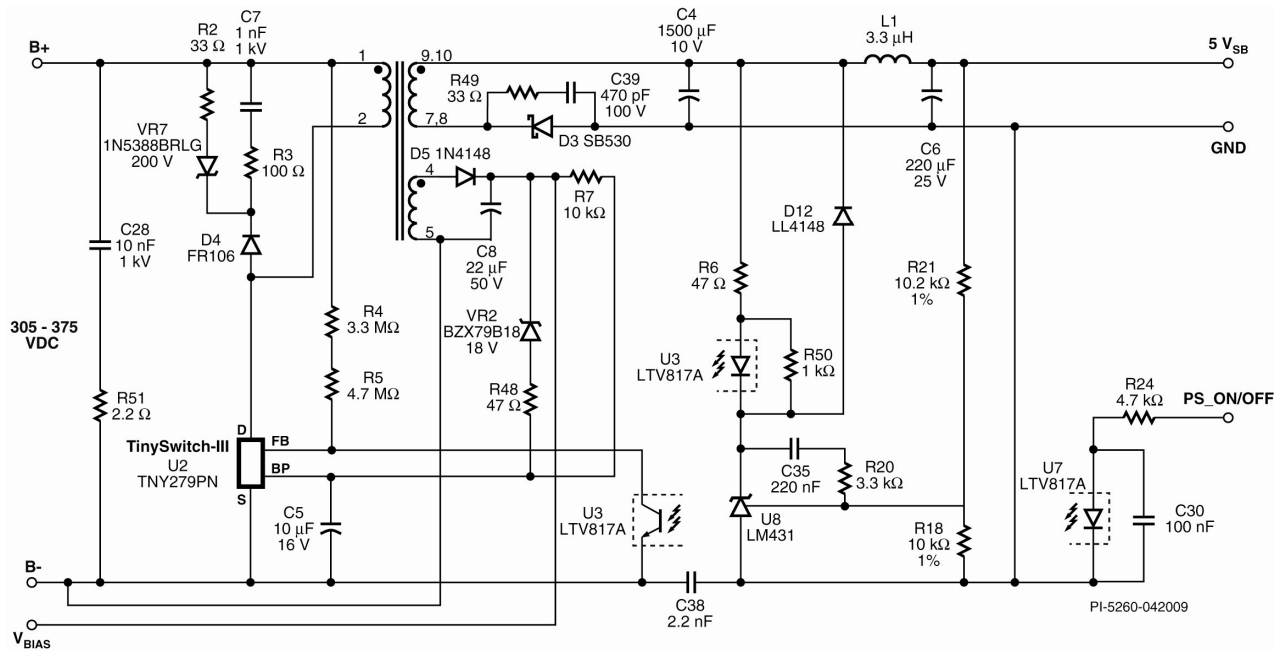 C7
1 nF
1 kV
R2
33 Ω
B+
1
2
9.10
7,8
R49
33 Ω
C39
470 pF
100 V
D3 SB530
C4
1500 µF
10 V
L1
3.3 µH
5 VSB
GND
C6
220 µF
25 V
VR7
1N5388BRLG
200 V
R3
100 Ω
D5 1N4148
4
5
R7
10 kΩ
C8
22 µF
50 V
D12
LL4148
D4
FR106
C28
10 nF
1 kV
R6
47 Ω
R21
10.2 kΩ
1%
305 - 375
VDC
R4
3.3 MΩ
VR2
BZX79B18
18 V
U3
LTV817A
R50
1 kΩ
R5
4.7 MΩ
R48
47 Ω
R51
2.2 Ω
R24
4.7 kΩ
PS_ON/OFF
TinySwitch-III
U2
TNY279PN
D
FB
BP
S
C35
220 nF
R20
3.3 kΩ
U7
LTV817A
C5
10 µF
16 V
U3
LTV817A
U8
LM431
R18
10 kΩ
1%
C30
100 nF
B-
C38
2.2 nF
PI-5260-042009
VBIAS